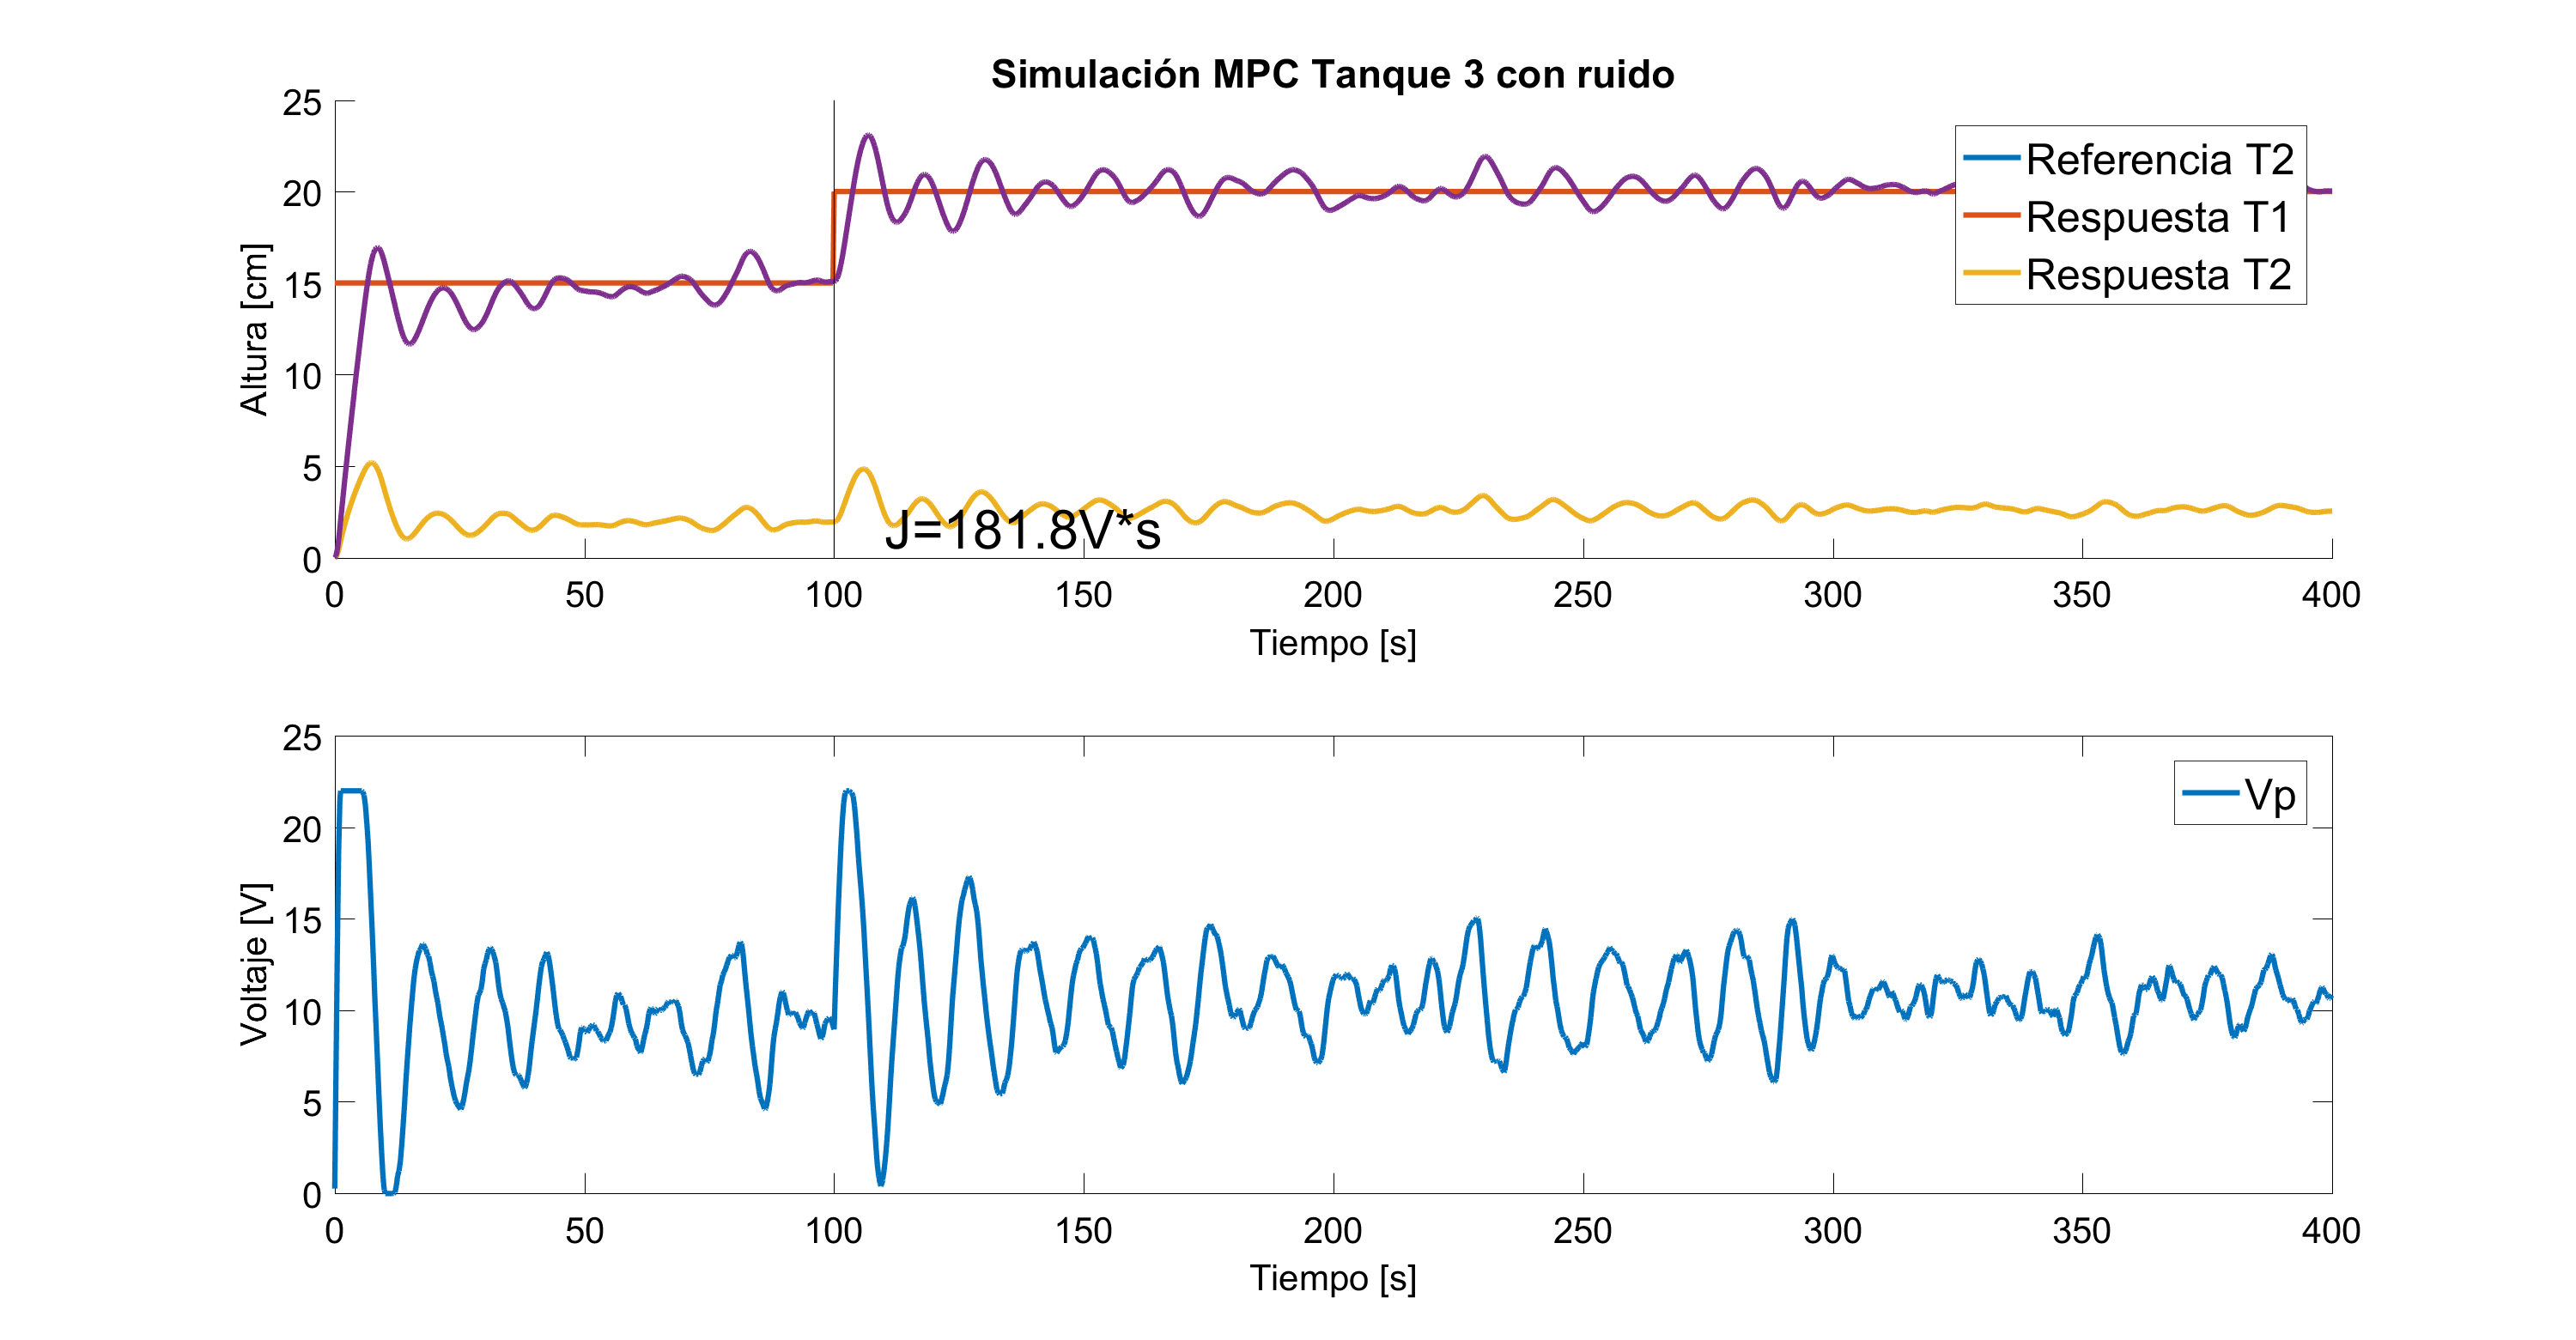 Simulación MPC Tanque 3 con ruido
25
20
15
10
5
0
Altura [cm]
Referencia T2
Respuesta T1
Respuesta T2
J=181.8V*s
0 50 100 150 200 250 300 350 400
Tiempo [s]
25
20
15
10
5
0
Voltaje [V]
Vp
0 50 100 150 200 250 300 350 400
Tiempo [s]